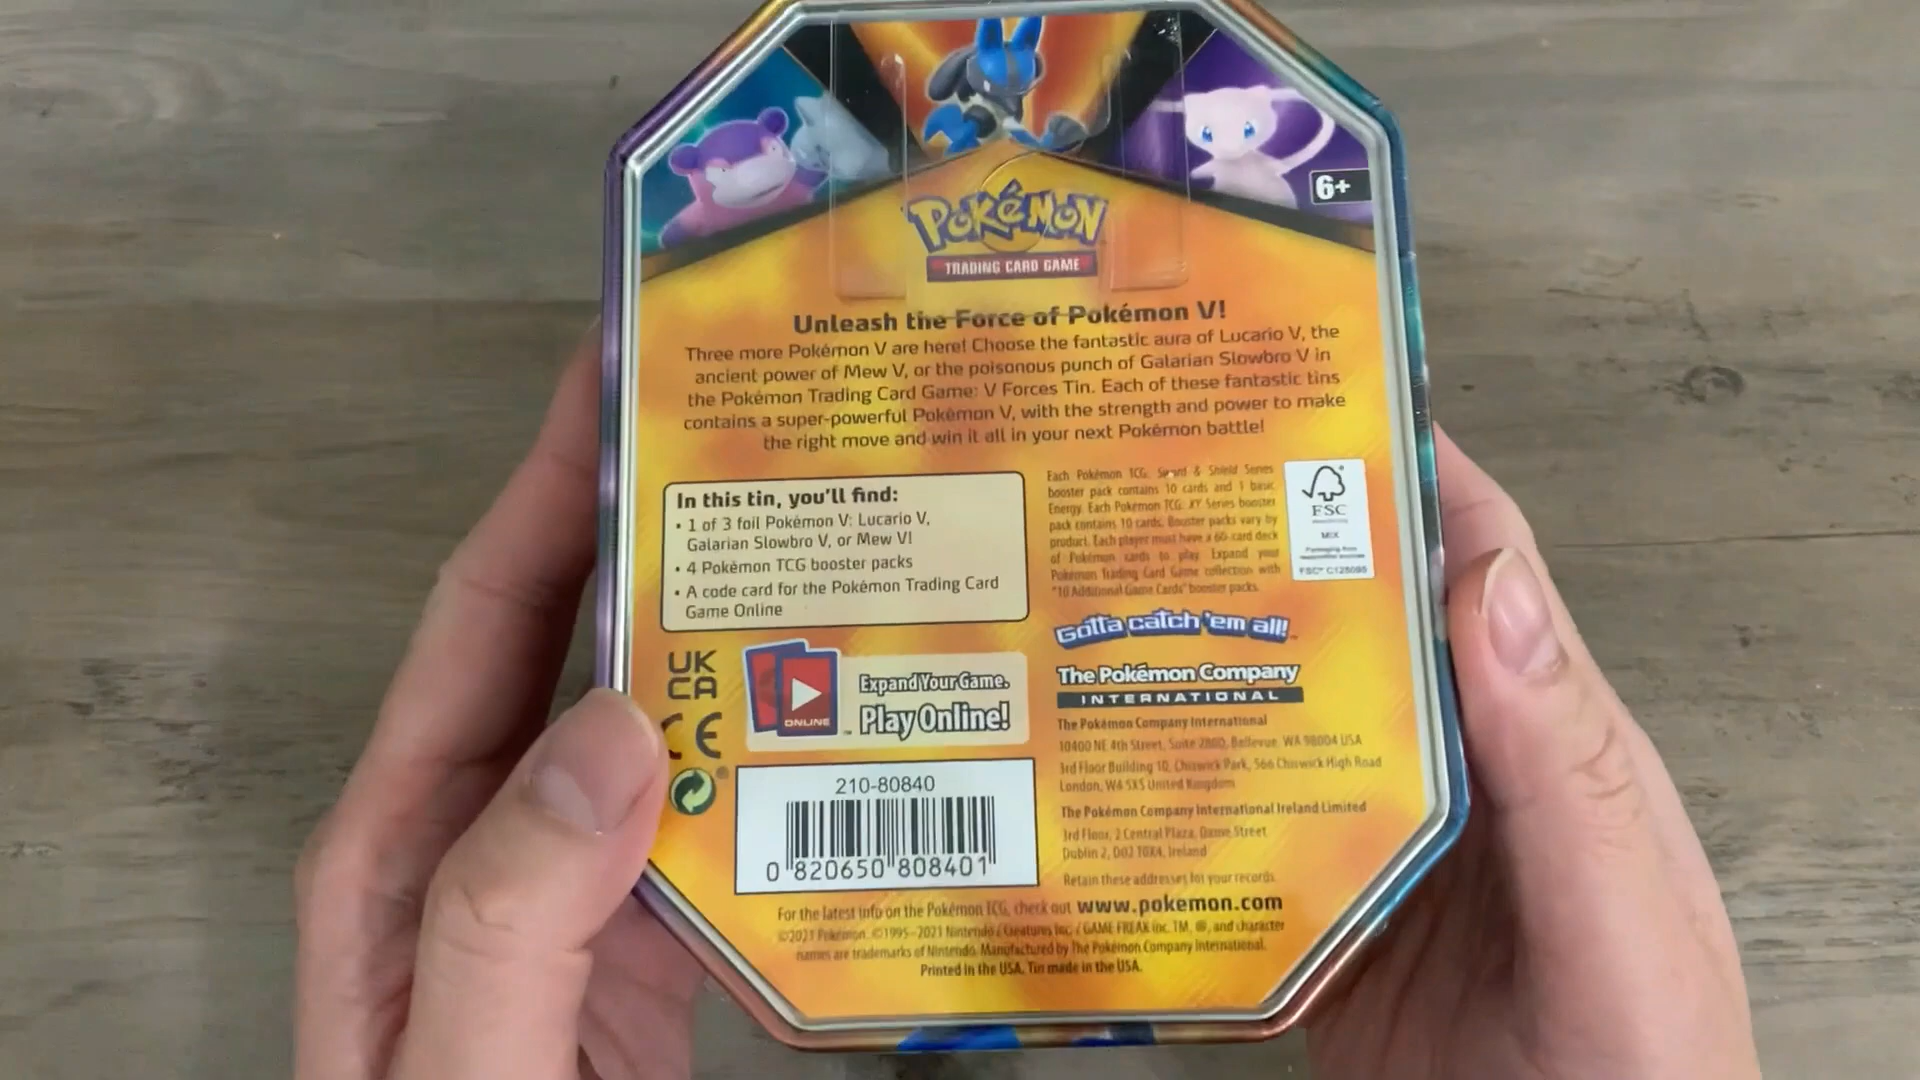 6+
POKéMON
TRADING CARD GAME
Unleash the Force of Pokémon V!
Three more Pokémon V are here! Choose the fantastic aura of Lucario V, the
ancient power of Mew V, or the poisonous punch of Galarian Slowbro V in
the Pokémon Trading Card Game: V Forces Tin. Each of these fantastic tins
contains a super-powerful Pokémon V, with the strength and power to make
the right move and win it all in your next Pokémon battle!
In this tin, you'll find:
• 1 of 3 foil Pokémon V: Lucario V,
Galarian Slowbro V, or Mew V!
• 4 Pokémon TCG booster packs
• A code card for the Pokémon Trading Card
Game Online
Each Pokémon TCG: Sword & Shield Series
booster pack contains 10 cards and 1 basic
Energy. Each Pokémon TCG: XY Series booster
pack contains 10 cards. Booster packs vary by
product. Each player must have a 60-card deck
of Pokémon cards to play. Expand your
Pokémon Trading Card Game collection with
"10 Additional Game Cards" booster packs.
FSC
MIX
Packaging from
responsible sources
FSC® C125085
Gotta catch 'em all!™
UK
CA
CE
ONLINE
Expand Your Game.
Play Online!™
The Pokémon Company
INTERNATIONAL
The Pokémon Company International
10400 NE 4th Street, Suite 2800, Bellevue, WA 98004 USA
3rd Floor Building 10, Chiswick Park, 566 Chiswick High Road
London, W4 5XS United Kingdom
The Pokémon Company International Ireland Limited
3rd Floor, 2 Central Plaza, Dame Street
Dublin 2, D02 T0X4, Ireland
Retain these addresses for your records.
210-80840
0 820650 808401
For the latest info on the Pokémon TCG, check out www.pokemon.com
©2021 Pokémon. ©1995–2021 Nintendo / Creatures Inc. / GAME FREAK inc. TM, ®, and character
names are trademarks of Nintendo. Manufactured by The Pokémon Company International.
Printed in the USA. Tin made in the USA.